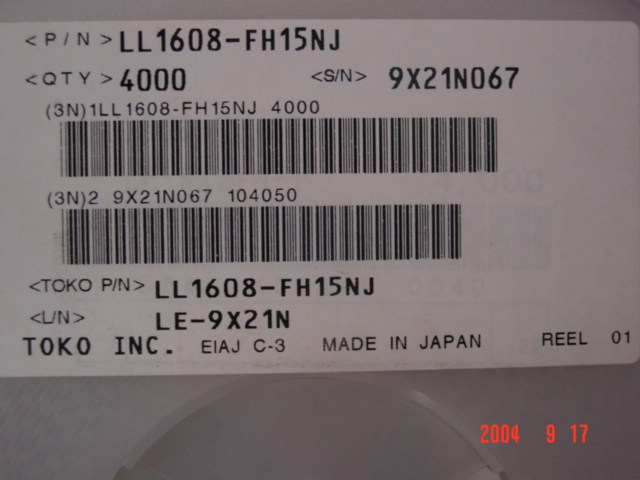 <P/N> LL1608-FH15NJ
<QTY> 4000 <S/N> 9X21N067
(3N)1LL1608-FH15NJ 4000
(3N)2 9X21N067 104050
<TOKO P/N> LL1608-FH15NJ
<L/N> LE-9X21N
TOKO INC. EIAJ C-3 MADE IN JAPAN REEL 01
2004 9 17